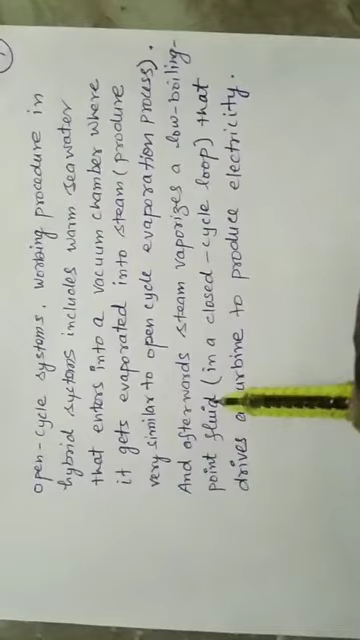 open-cycle systems. Working procedure in
hybrid systems includes warm seawater
that enters into a vacuum chamber where
it gets evaporated into steam (produre
very similar to open cycle evaporation process).
And afterwords steam vaporizes a low-boiling-
point fluid (in a closed-cycle loop) that
drives a turbine to produce electricity.